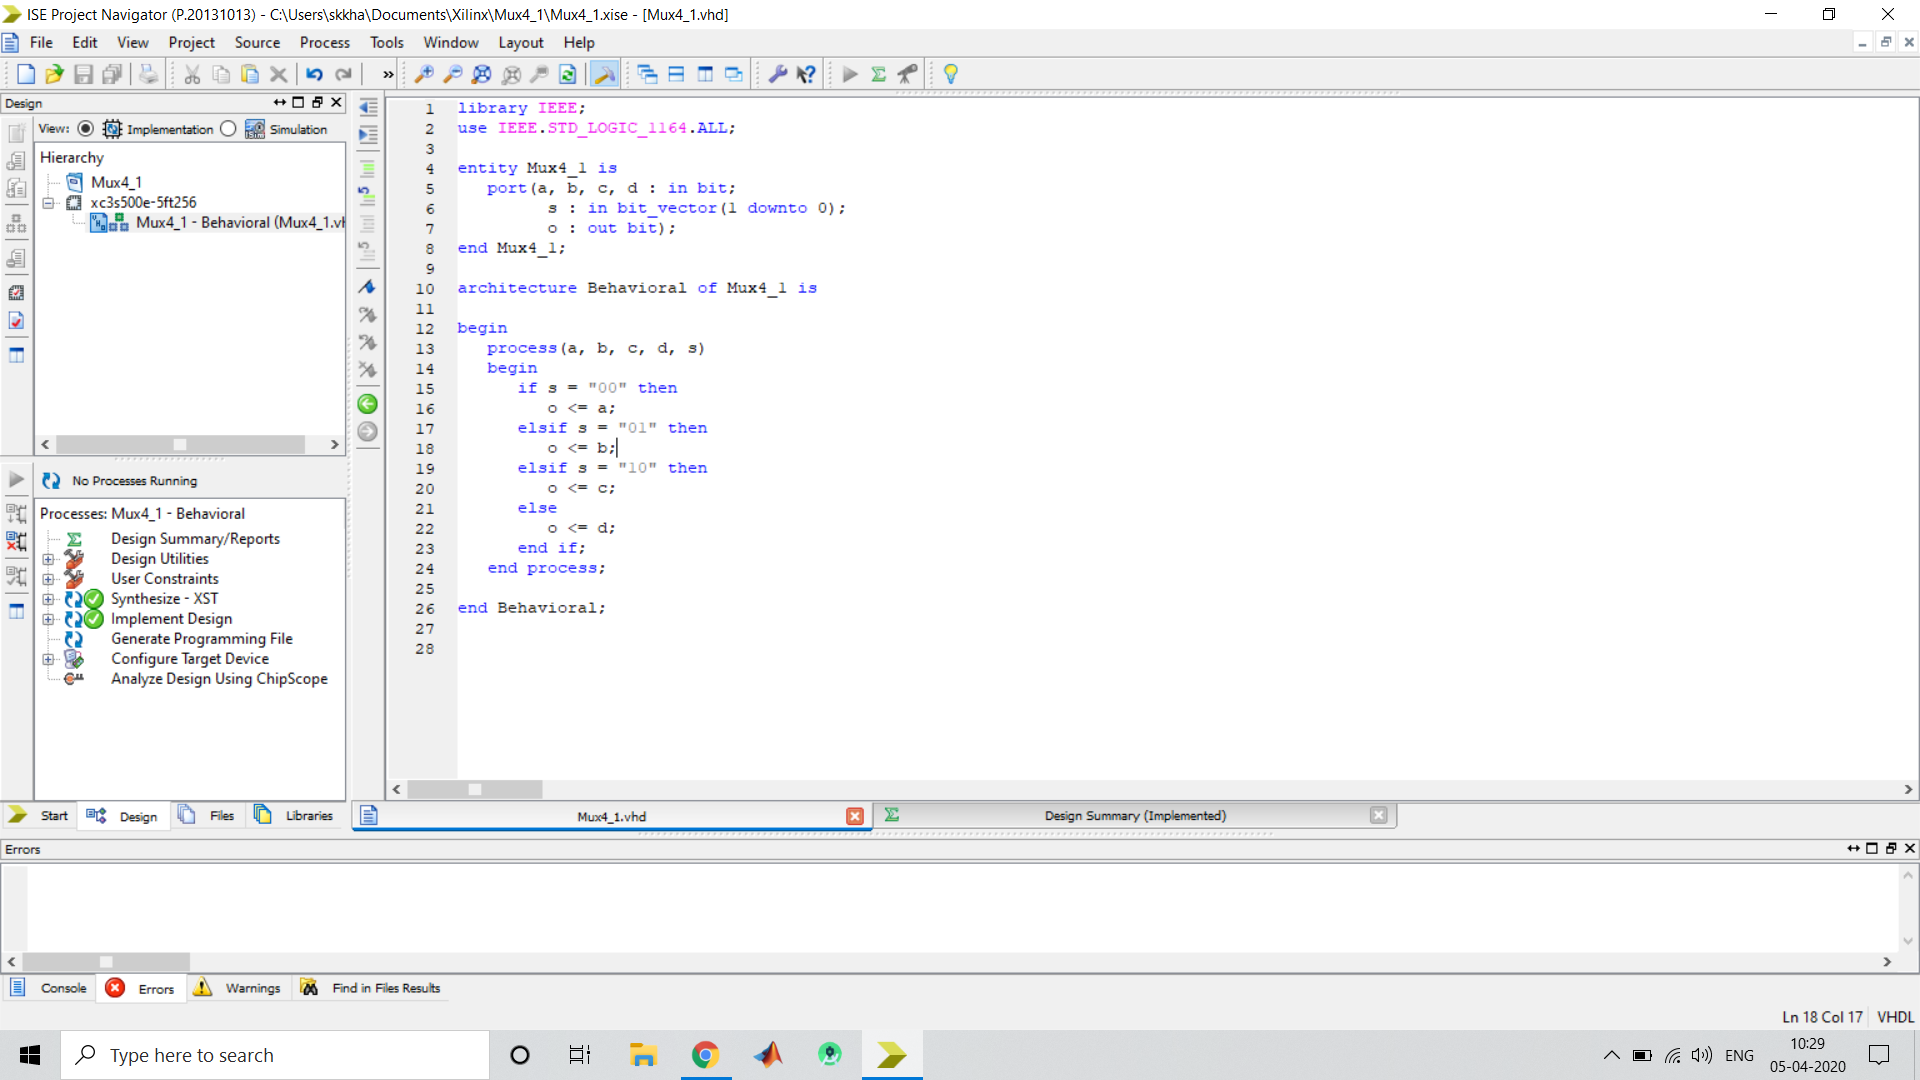 ISE Project Navigator (P.20131013) - C:\Users\skkha\Documents\Xilinx\Mux4_1\Mux4_1.xise - [Mux4_1.vhd]
File Edit View Project Source Process Tools Window Layout Help
»
Design
View: Implementation Simulation
Hierarchy
Mux4_1
xc3s500e-5ft256
Mux4_1 - Behavioral (Mux4_1.vh
No Processes Running
Processes: Mux4_1 - Behavioral
Design Summary/Reports
Design Utilities
User Constraints
Synthesize - XST
Implement Design
Generate Programming File
Configure Target Device
Analyze Design Using ChipScope
Start Design Files Libraries
1 library IEEE;
2 use IEEE.STD_LOGIC_1164.ALL;
3
4 entity Mux4_1 is
5 port(a, b, c, d : in bit;
6 s : in bit_vector(1 downto 0);
7 o : out bit);
8 end Mux4_1;
9
10 architecture Behavioral of Mux4_1 is
11
12 begin
13 process(a, b, c, d, s)
14 begin
15 if s = "00" then
16 o <= a;
17 elsif s = "01" then
18 o <= b;
19 elsif s = "10" then
20 o <= c;
21 else
22 o <= d;
23 end if;
24 end process;
25
26 end Behavioral;
27
28
Mux4_1.vhd Design Summary (Implemented)
Errors
Console Errors Warnings Find in Files Results
Ln 18 Col 17 VHDL
Type here to search
ENG
10:29
05-04-2020